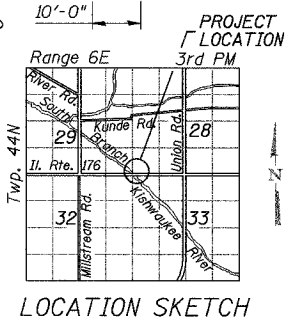 10'-0"
PROJECT
LOCATION
Range 6E 3rd PM
River Rd.
South
Kunde Rd.
29
Branch
Union Rd.
28
Twp. 44N
Il. Rte. 176
32
Millstream Rd.
Kishwaukee
River
33
N
LOCATION SKETCH